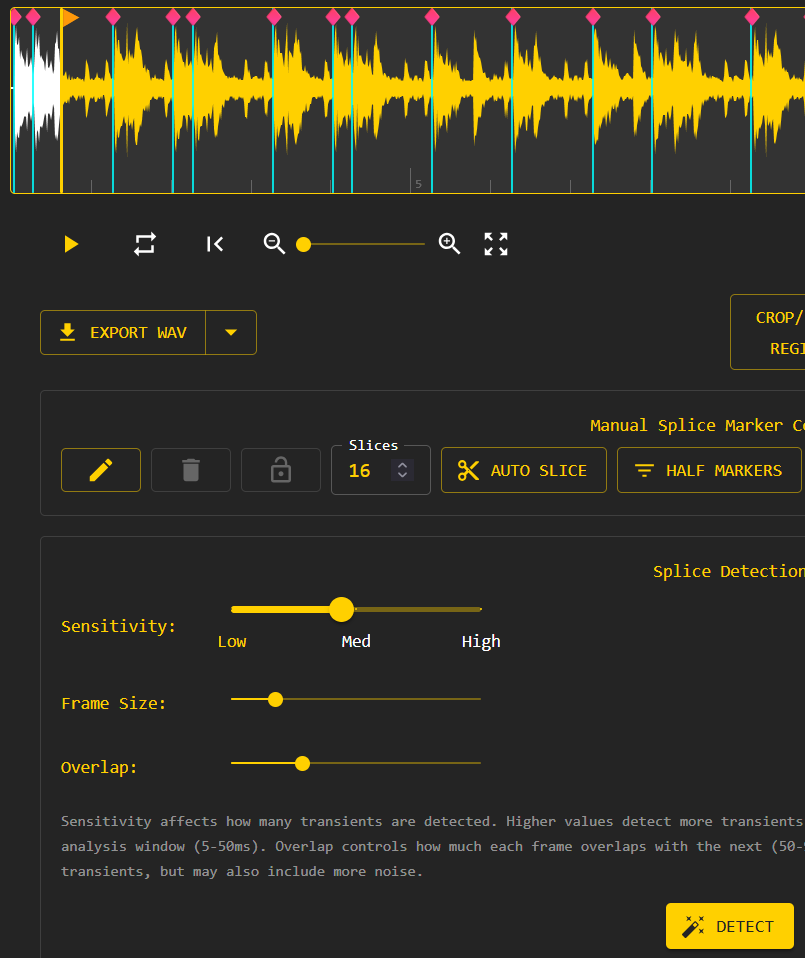 5
EXPORT WAV
CROP/
REGI
Manual Splice Marker Co
Slices
16
AUTO SLICE
HALF MARKERS
Splice Detection
Sensitivity:
Low
Med
High
Frame Size:
Overlap:
Sensitivity affects how many transients are detected. Higher values detect more transients
analysis window (5-50ms). Overlap controls how much each frame overlaps with the next (50-
transients, but may also include more noise.
DETECT